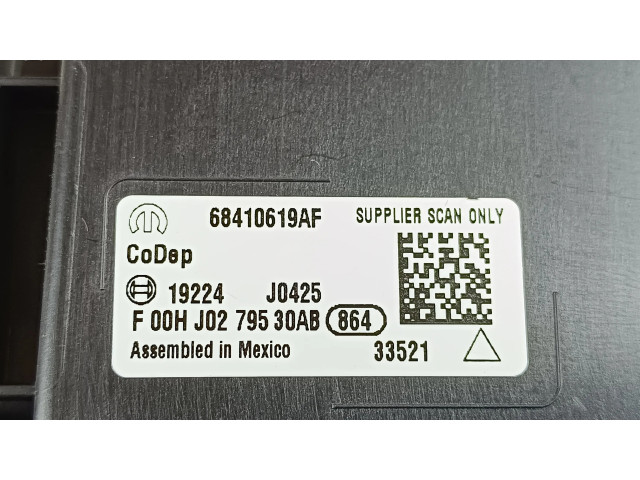 68410619AF SUPPLIER SCAN ONLY
CoDep
19224 J0425
F 00H J02 795 30AB 864
Assembled in Mexico 33521